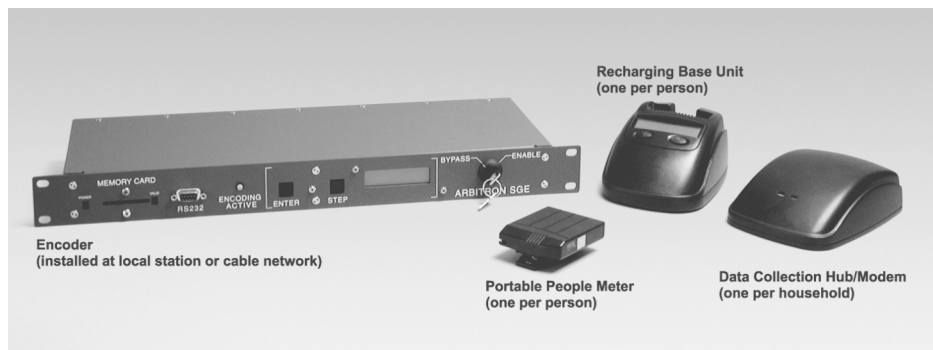 Recharging Base Unit
(one per person)
MEMORY CARD
POWER
VALID
RS232
ENCODING
ACTIVE
ENTER
STEP
BYPASS
ENABLE
ARBITRON SGE
Encoder
(installed at local station or cable network)
Portable People Meter
(one per person)
Data Collection Hub/Modem
(one per household)